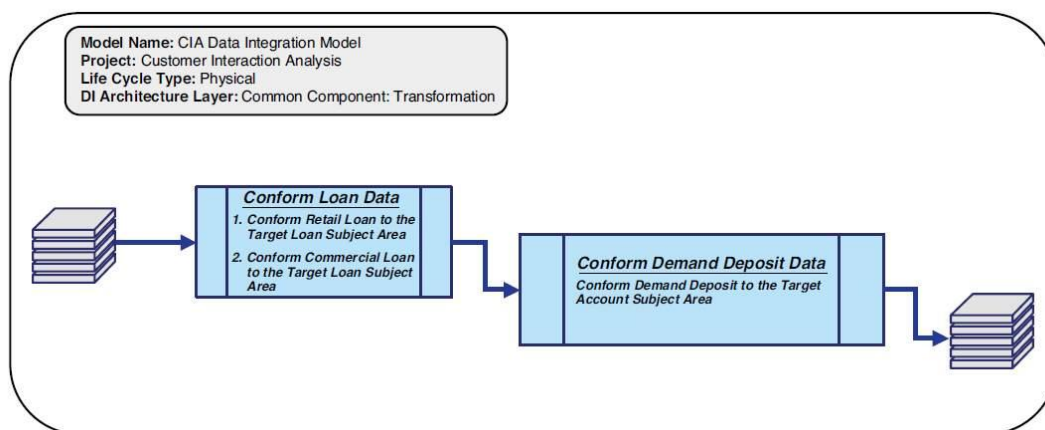 Model Name: CIA Data Integration Model
Project: Customer Interaction Analysis
Life Cycle Type: Physical
DI Architecture Layer: Common Component: Transformation
Conform Loan Data
1. Conform Retail Loan to the
Target Loan Subject Area
2. Conform Commercial Loan
to the Target Loan Subject
Area
Conform Demand Deposit Data
Conform Demand Deposit to the Target
Account Subject Area